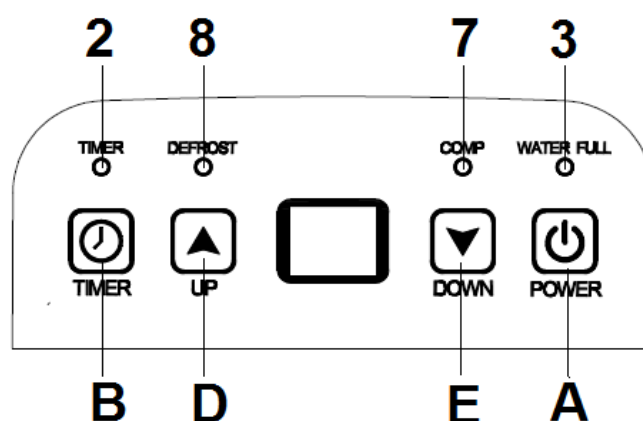 2 8 7 3
TIMER DEFROST COMP WATER FULL
TIMER UP DOWN POWER
B D E A